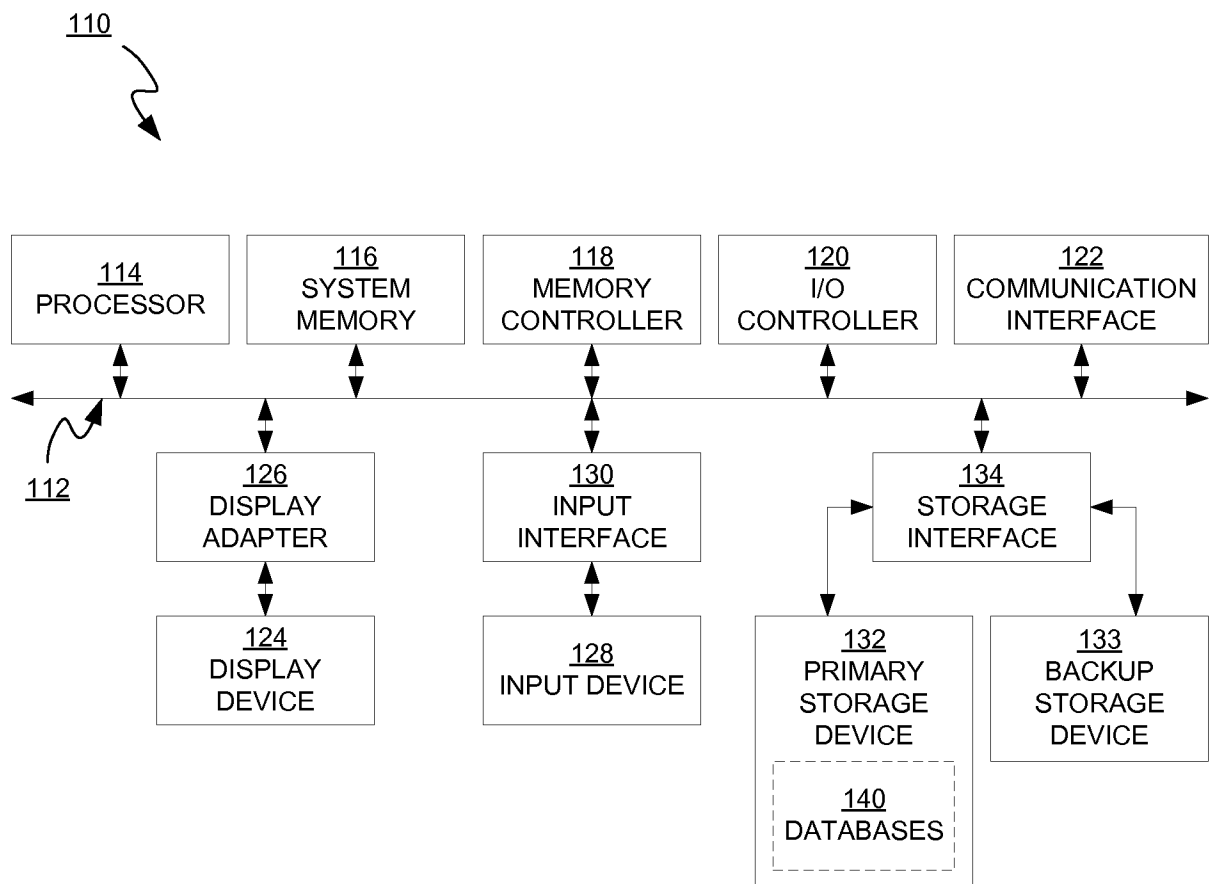 110
114
PROCESSOR
116
SYSTEM
MEMORY
118
MEMORY
CONTROLLER
120
I/O
CONTROLLER
122
COMMUNICATION
INTERFACE
112
126
DISPLAY
ADAPTER
130
INPUT
INTERFACE
134
STORAGE
INTERFACE
124
DISPLAY
DEVICE
128
INPUT DEVICE
132
PRIMARY
STORAGE
DEVICE
140
DATABASES
133
BACKUP
STORAGE
DEVICE